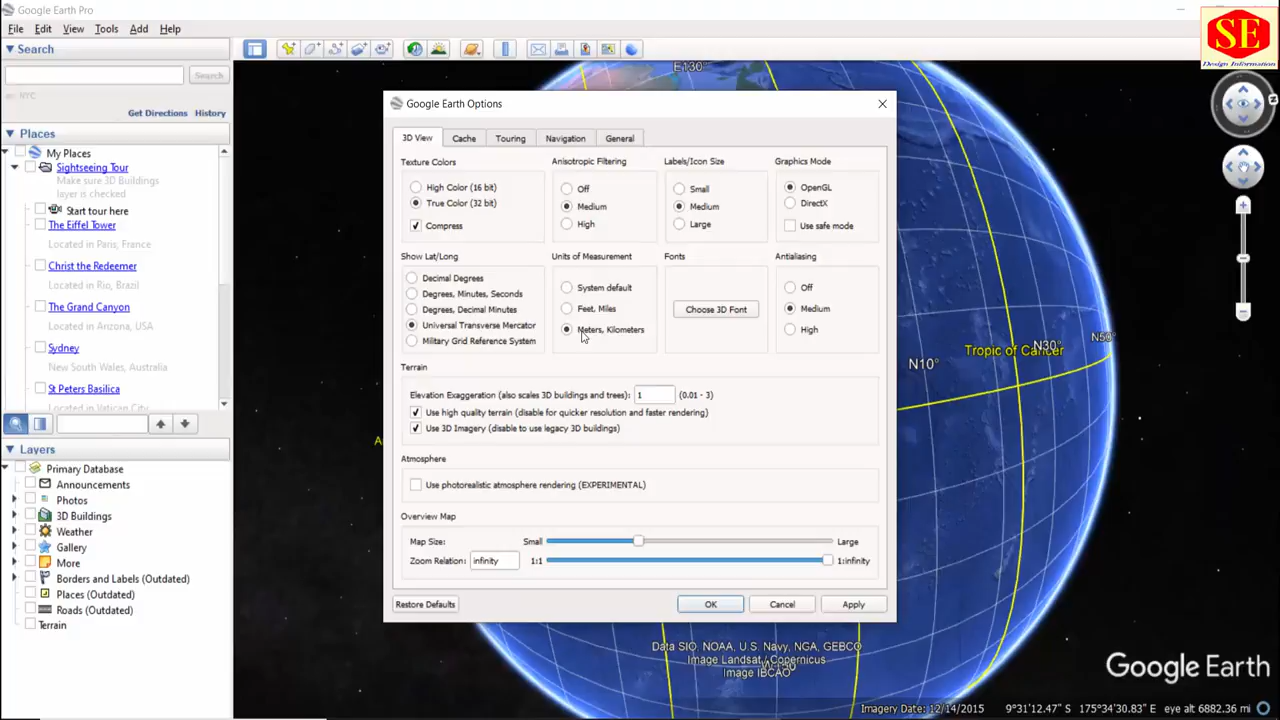 Google Earth Pro
File Edit View Tools Add Help
SE
Design Information
Search
Search
Get Directions History
Places
My Places
Sightseeing Tour
Make sure 3D Buildings
layer is checked
Start tour here
The Eiffel Tower
Located in Paris, France
Christ the Redeemer
Located in Rio, Brazil
The Grand Canyon
Located in Arizona, USA
Sydney
New South Wales, Australia
St Peters Basilica
Located in Vatican City
Layers
Primary Database
Announcements
Photos
3D Buildings
Weather
Gallery
More
Borders and Labels (Outdated)
Places (Outdated)
Roads (Outdated)
Terrain
E130
Google Earth Options
3D View Cache Touring Navigation General
Texture Colors
High Color (16 bit)
True Color (32 bit)
Compress
Anisotropic Filtering
Off
Medium
High
Labels/Icon Size
Small
Medium
Large
Graphics Mode
OpenGL
DirectX
Use safe mode
Show Lat/Long
Decimal Degrees
Degrees, Minutes, Seconds
Degrees, Decimal Minutes
Universal Transverse Mercator
Military Grid Reference System
Units of Measurement
System default
Feet, Miles
Meters, Kilometers
Fonts
Choose 3D Font
Antialiasing
Off
Medium
High
Terrain
Elevation Exaggeration (also scales 3D buildings and trees): 1 (0.01 - 3)
Use high quality terrain (disable for quicker resolution and faster rendering)
Use 3D Imagery (disable to use legacy 3D buildings)
Atmosphere
Use photorealistic atmosphere rendering (EXPERIMENTAL)
Overview Map
Map Size: Small Large
Zoom Relation: infinity 1:1 1:infinity
Restore Defaults OK Cancel Apply
N10°
Tropic of Cancer
N30°
N50°
Data SIO, NOAA, U.S. Navy, NGA, GEBCO
Image Landsat / Copernicus
Image IBCAO
Google Earth
Imagery Date: 12/14/2015 9°31'12.47" S 175°34'30.83" E eye alt 6882.36 mi